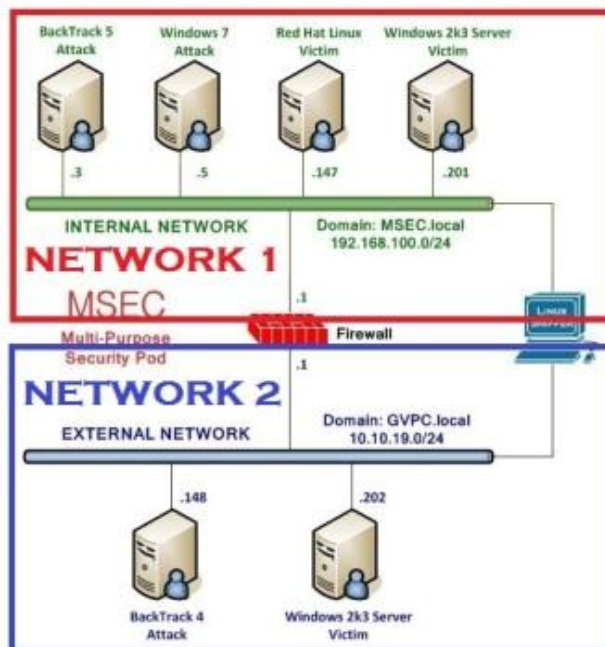 BackTrack 5
Attack
Windows 7
Attack
Red Hat Linux
Victim
Windows 2k3 Server
Victim
.3
.5
.147
.201
INTERNAL NETWORK
Domain: MSEC.local
192.168.100.0/24
NETWORK 1
MSEC
Multi-Purpose
Security Pod
.1
Firewall
.1
LINUX
SNIFFER
NETWORK 2
EXTERNAL NETWORK
Domain: GVPC.local
10.10.19.0/24
.148
.202
BackTrack 4
Attack
Windows 2k3 Server
Victim